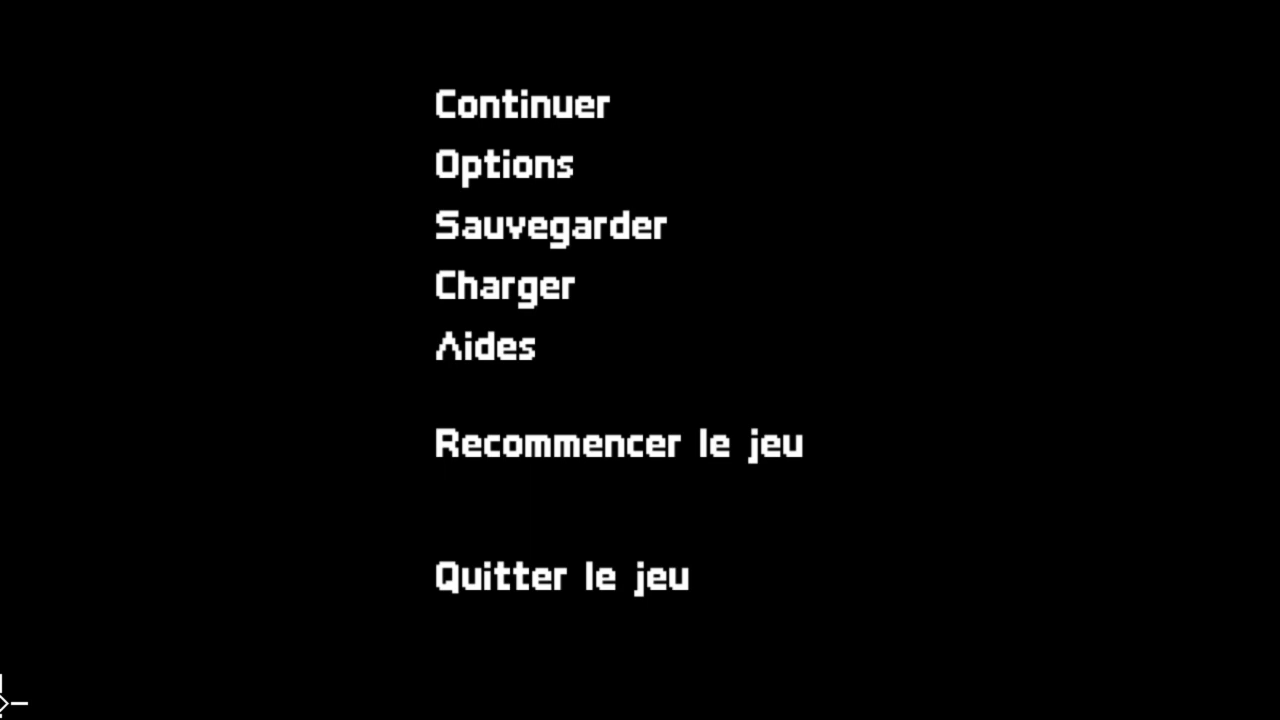 Continuer
Options
Sauvegarder
Charger
Aides
Recommencer le jeu
Quitter le jeu